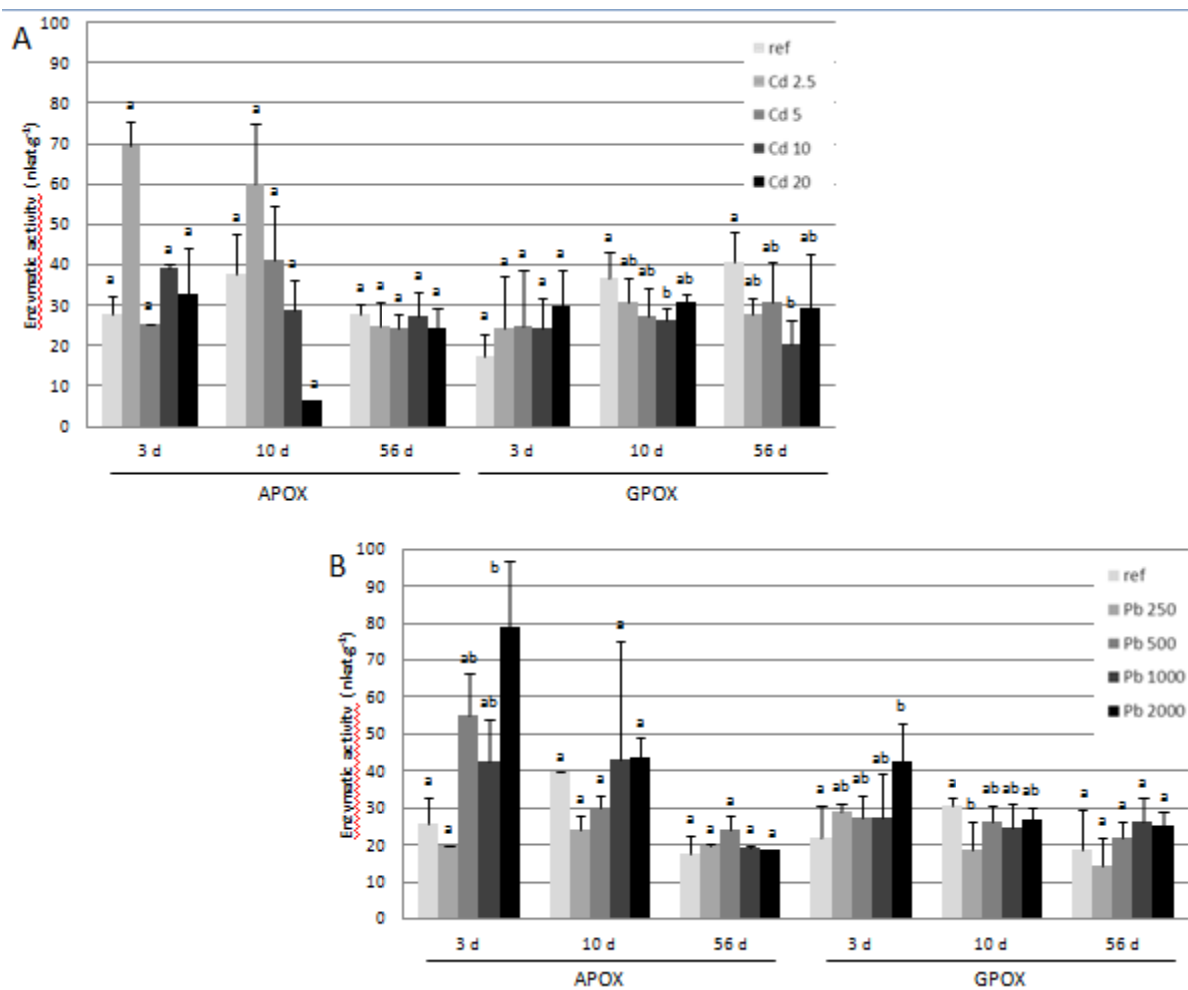 A
100
90
80
70
60
50
40
30
20
10
0
Enzymatic activity (nkat.g⁻¹)
ref
Cd 2.5
Cd 5
Cd 10
Cd 20
a a a a a
a a a a a
a a a a a
a a a a a
a ab ab b ab
a ab ab b ab
3 d 10 d 56 d 3 d 10 d 56 d
APOX GPOX
B
100
90
80
70
60
50
40
30
20
10
0
Enzymatic activity (nkat.g⁻¹)
ref
Pb 250
Pb 500
Pb 1000
Pb 2000
a a ab ab b
a a a a a
a a a a a
a ab ab ab b
a b ab ab ab
a a a a a
3 d 10 d 56 d 3 d 10 d 56 d
APOX GPOX